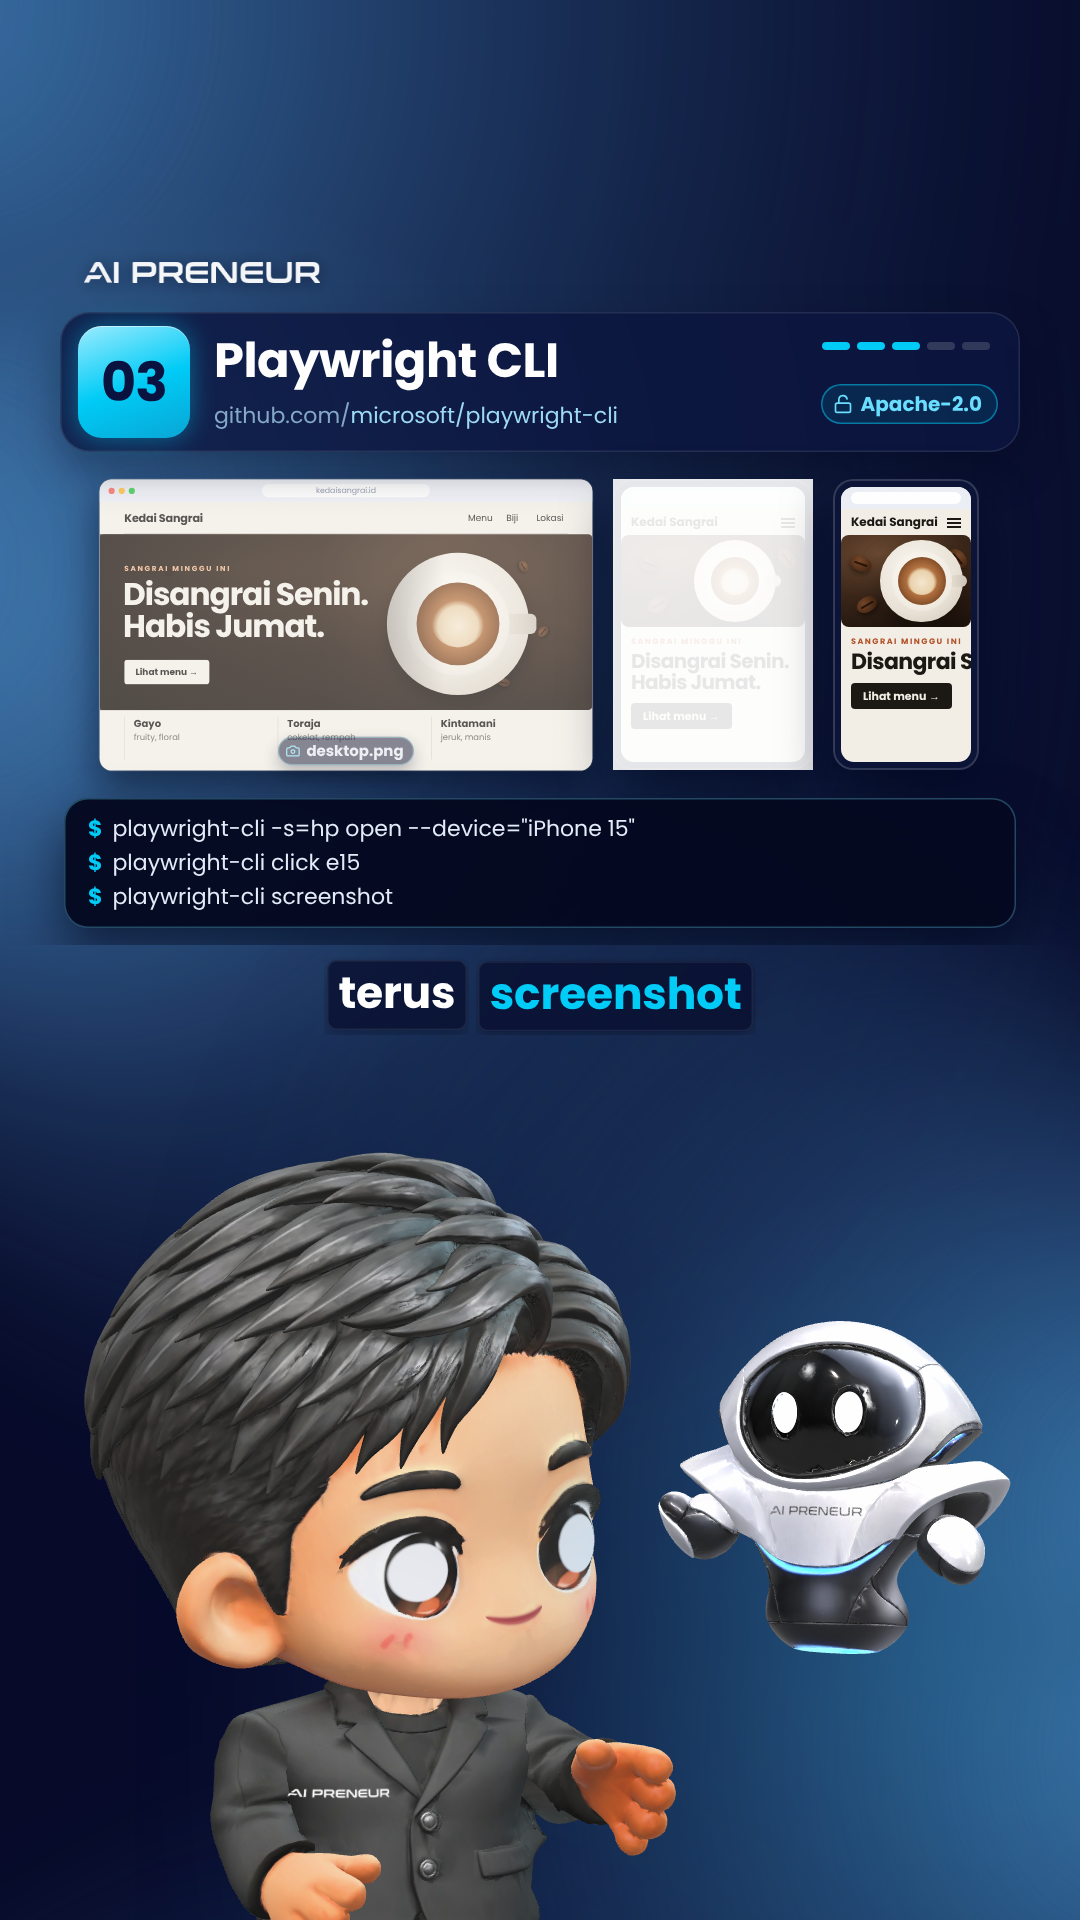 AI PRENEUR
03
Playwright CLI
github.com/microsoft/playwright-cli
Apache-2.0
kedaisangrai.id
Kedai Sangrai
Menu Biji Lokasi
SANGRAI MINGGU INI
Disangrai Senin.
Habis Jumat.
Lihat menu →
Gayo
fruity, floral
Toraja
cokelat, rempah
Kintamani
jeruk, manis
desktop.png
Kedai Sangrai
SANGRAI MINGGU INI
Disangrai Senin.
Habis Jumat.
Lihat menu →
Kedai Sangrai
SANGRAI MINGGU INI
Disangrai S
Lihat menu →
$ playwright-cli -s=hp open --device="iPhone 15"
$ playwright-cli click e15
$ playwright-cli screenshot
terus screenshot
AI PRENEUR
AI PRENEUR